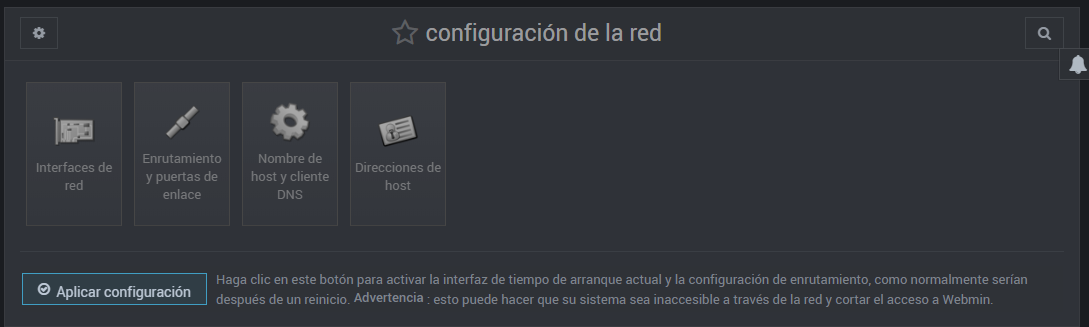 configuración de la red
Interfaces de
red
Enrutamiento
y puertas de
enlace
Nombre de
host y cliente
DNS
Direcciones de
host
Aplicar configuración
Haga clic en este botón para activar la interfaz de tiempo de arranque actual y la configuración de enrutamiento, como normalmente serían
después de un reinicio. Advertencia : esto puede hacer que su sistema sea inaccesible a través de la red y cortar el acceso a Webmin.